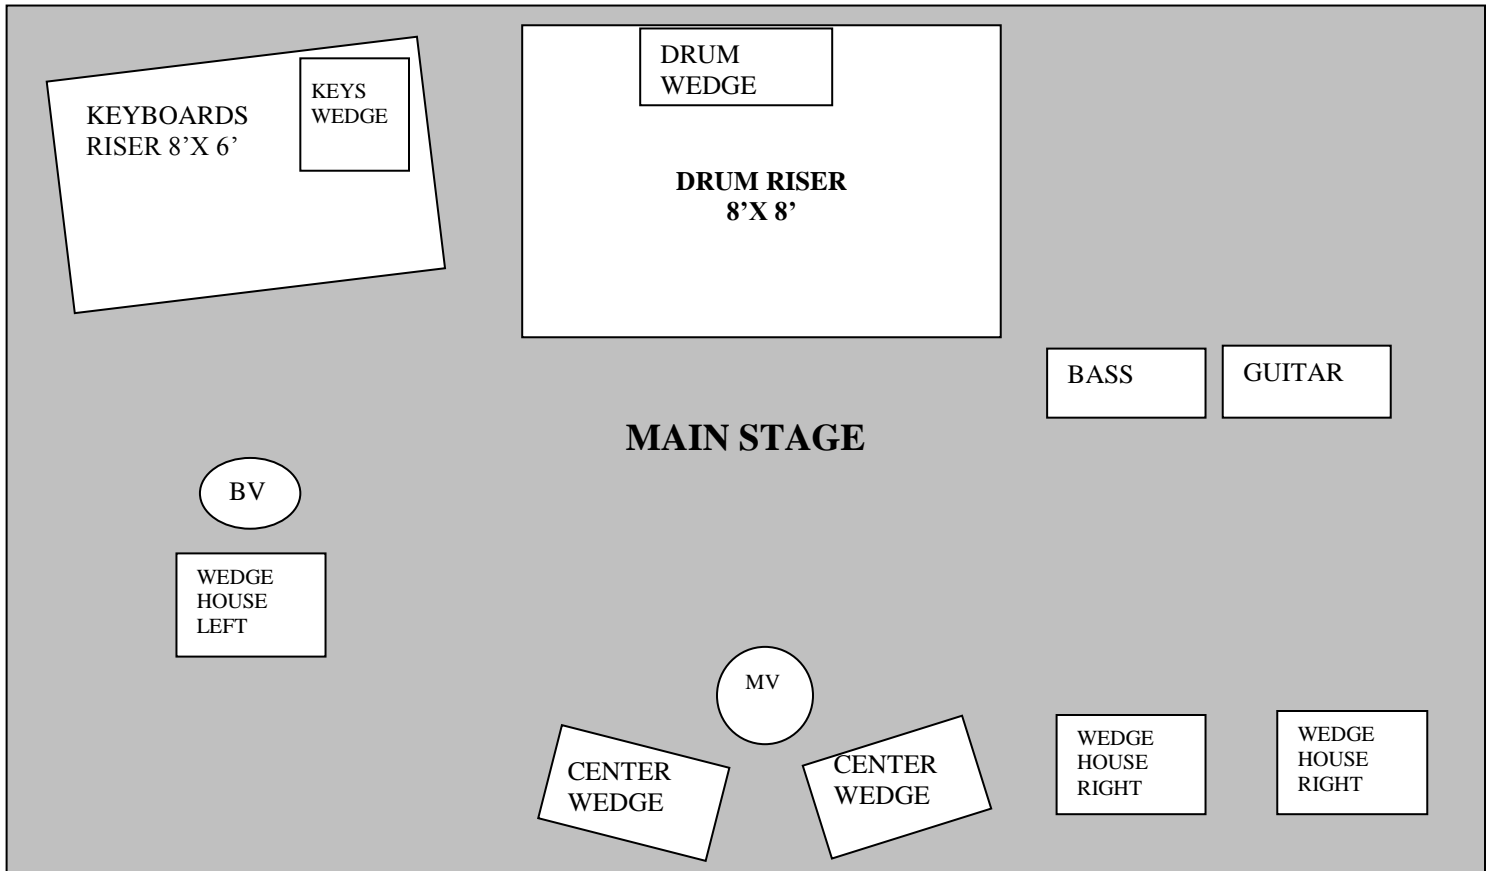 DRUM
WEDGE
KEYS
WEDGE
KEYBOARDS
RISER 8’X 6’
DRUM RISER
8’X 8’
BASS
GUITAR
MAIN STAGE
BV
WEDGE
HOUSE
LEFT
MV
CENTER
WEDGE
CENTER
WEDGE
WEDGE
HOUSE
RIGHT
WEDGE
HOUSE
RIGHT